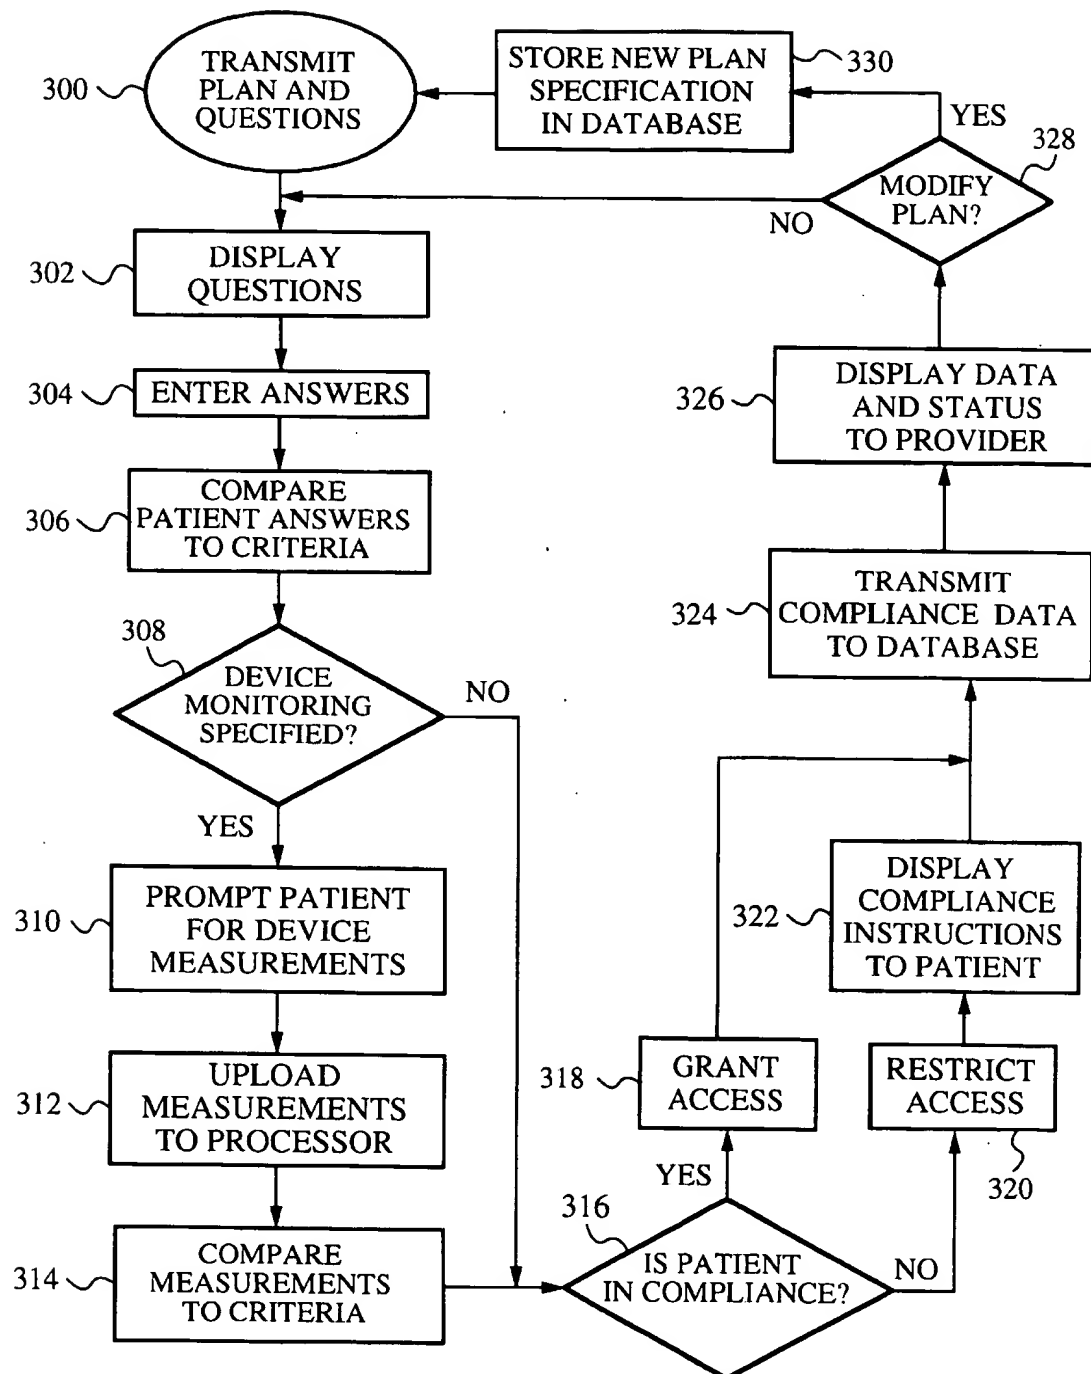 300
TRANSMIT
PLAN AND
QUESTIONS
STORE NEW PLAN
SPECIFICATION
IN DATABASE
330
YES
328
MODIFY
PLAN?
NO
302
DISPLAY
QUESTIONS
304
ENTER ANSWERS
306
COMPARE
PATIENT ANSWERS
TO CRITERIA
308
DEVICE
MONITORING
SPECIFIED?
NO
YES
310
PROMPT PATIENT
FOR DEVICE
MEASUREMENTS
312
UPLOAD
MEASUREMENTS
TO PROCESSOR
314
COMPARE
MEASUREMENTS
TO CRITERIA
316
IS PATIENT
IN COMPLIANCE?
YES
NO
318
GRANT
ACCESS
RESTRICT
ACCESS
320
322
DISPLAY
COMPLIANCE
INSTRUCTIONS
TO PATIENT
324
TRANSMIT
COMPLIANCE DATA
TO DATABASE
326
DISPLAY DATA
AND STATUS
TO PROVIDER